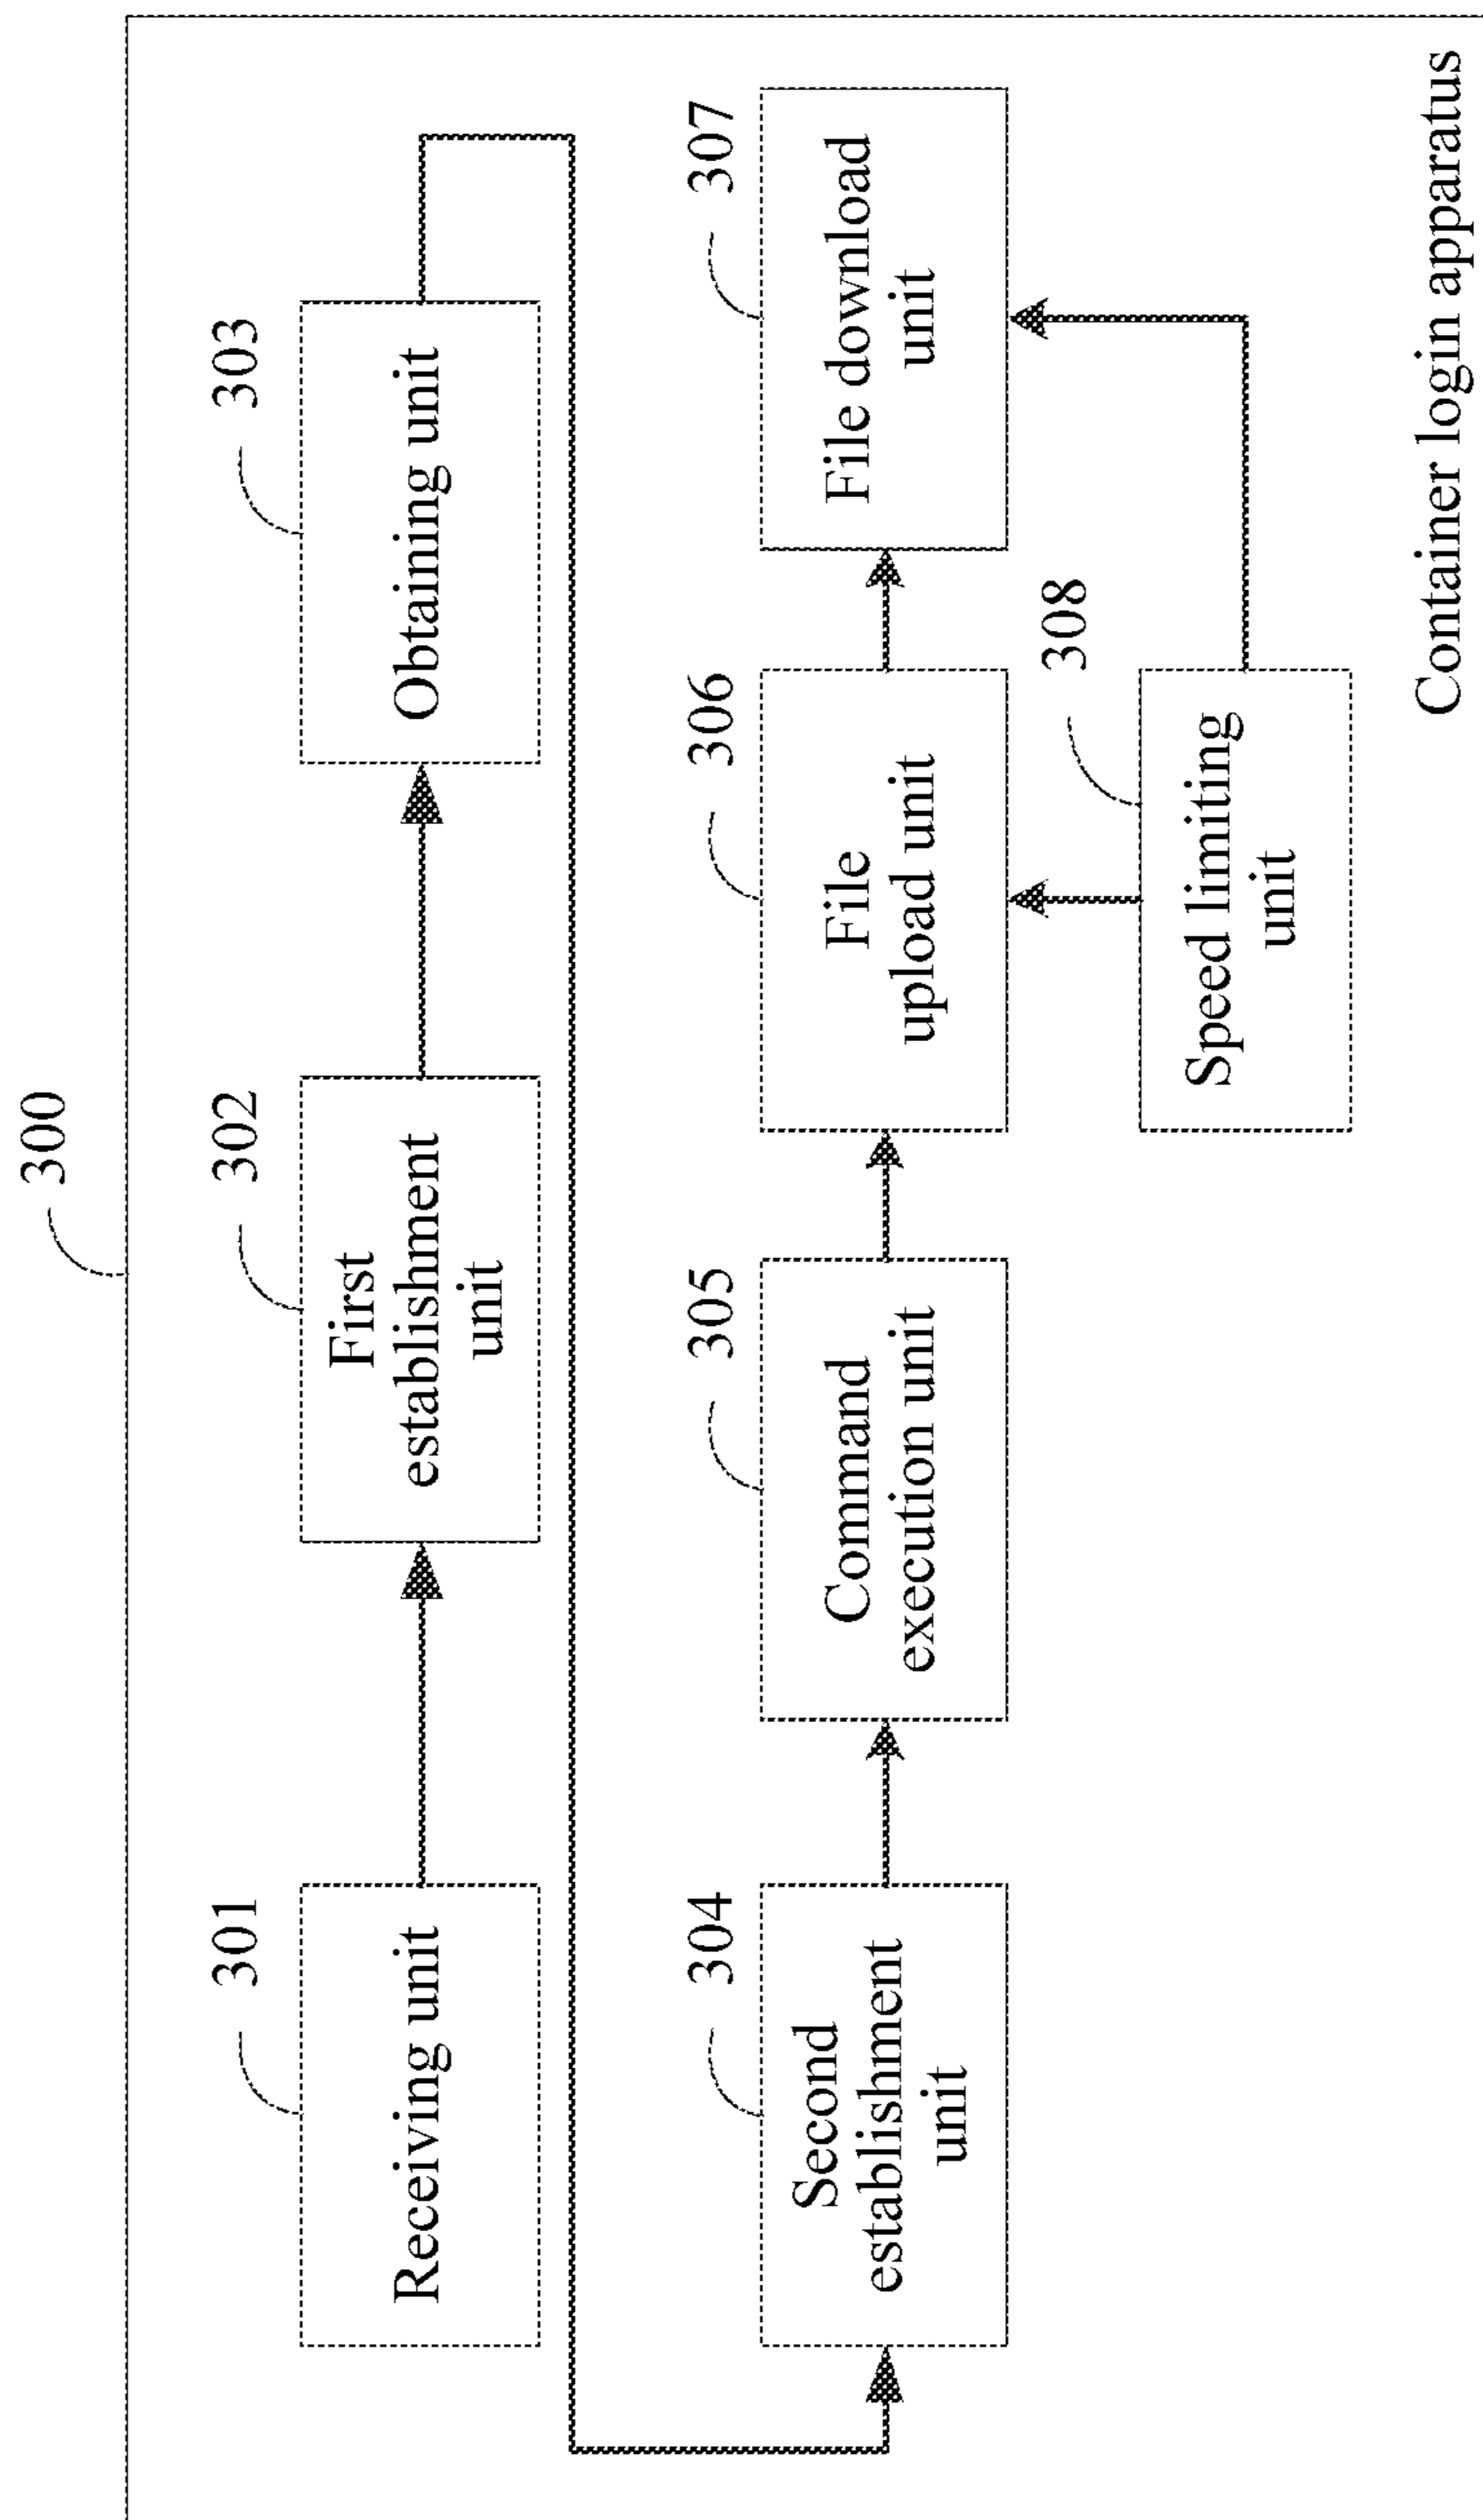 300
301
Receiving unit
302
First
establishment
unit
303
Obtaining unit
304
Second
establishment
unit
305
Command
execution unit
306
File
upload unit
307
File download
unit
308
Speed limiting
unit
Container login apparatus